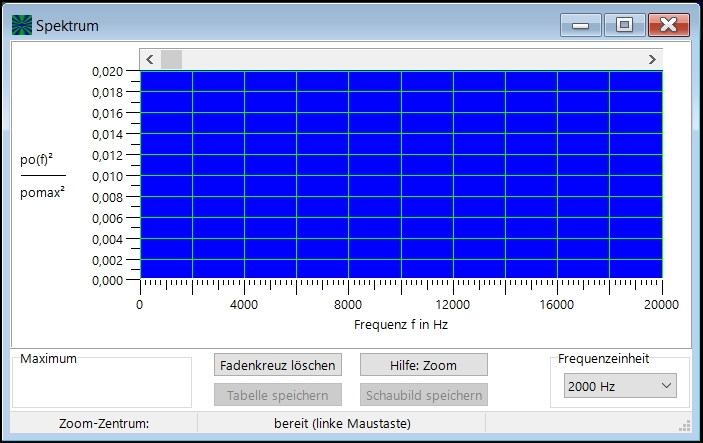 Spektrum
0,020
0,018
0,016
0,014
0,012
0,010
0,008
0,006
0,004
0,002
0,000
po(f)²
pomax²
0 4000 8000 12000 16000 20000
Frequenz f in Hz
Maximum
Fadenkreuz löschen
Hilfe: Zoom
Tabelle speichern
Schaubild speichern
Frequenzeinheit
2000 Hz
Zoom-Zentrum:
bereit (linke Maustaste)